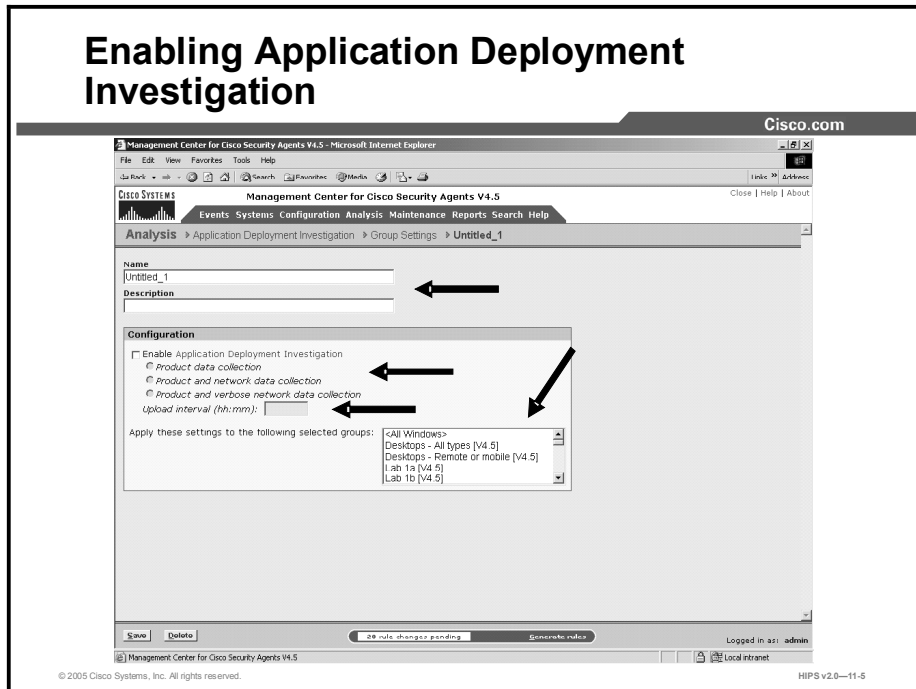 Enabling Application Deployment
Investigation
Cisco.com
Management Center for Cisco Security Agents V4.5 - Microsoft Internet Explorer
File Edit View Favorites Tools Help
Back Search Favorites Media Links » Address
CISCO SYSTEMS
Management Center for Cisco Security Agents V4.5
Close | Help | About
Events Systems Configuration Analysis Maintenance Reports Search Help
Analysis Application Deployment Investigation Group Settings Untitled_1
Name
Untitled_1
Description
Configuration
Enable Application Deployment Investigation
Product data collection
Product and network data collection
Product and verbose network data collection
Upload interval (hh:mm):
Apply these settings to the following selected groups:
<All Windows>
Desktops - All types [V4.5]
Desktops - Remote or mobile [V4.5]
Lab 1a [V4.5]
Lab 1b [V4.5]
Save Delete 20 rule changes pending Generate rules
Logged in as: admin
Management Center for Cisco Security Agents V4.5 Local intranet
© 2005 Cisco Systems, Inc. All rights reserved. HIPS v2.0—11-5